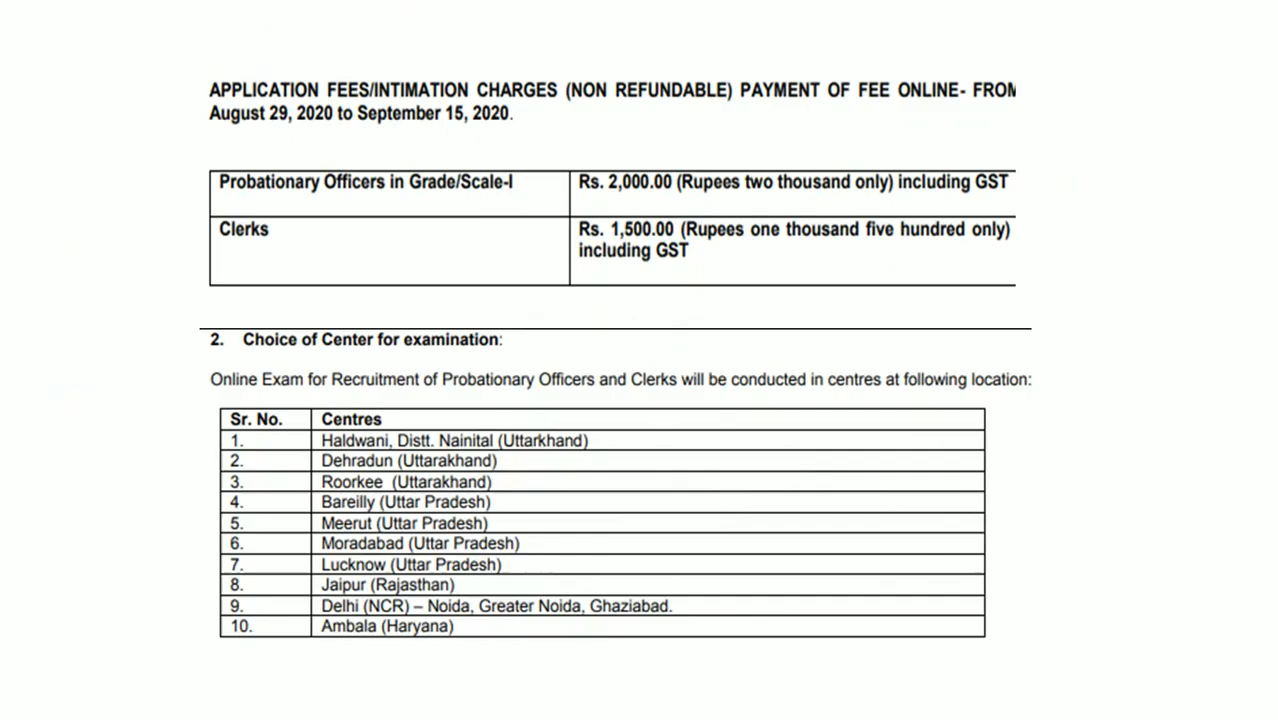 APPLICATION FEES/INTIMATION CHARGES (NON REFUNDABLE) PAYMENT OF FEE ONLINE- FROM
August 29, 2020 to September 15, 2020.
Probationary Officers in Grade/Scale-I Rs. 2,000.00 (Rupees two thousand only) including GST
Clerks Rs. 1,500.00 (Rupees one thousand five hundred only)
including GST
2. Choice of Center for examination:
Online Exam for Recruitment of Probationary Officers and Clerks will be conducted in centres at following location:
Sr. No. Centres
1. Haldwani, Distt. Nainital (Uttarkhand)
2. Dehradun (Uttarakhand)
3. Roorkee (Uttarakhand)
4. Bareilly (Uttar Pradesh)
5. Meerut (Uttar Pradesh)
6. Moradabad (Uttar Pradesh)
7. Lucknow (Uttar Pradesh)
8. Jaipur (Rajasthan)
9. Delhi (NCR) – Noida, Greater Noida, Ghaziabad.
10. Ambala (Haryana)